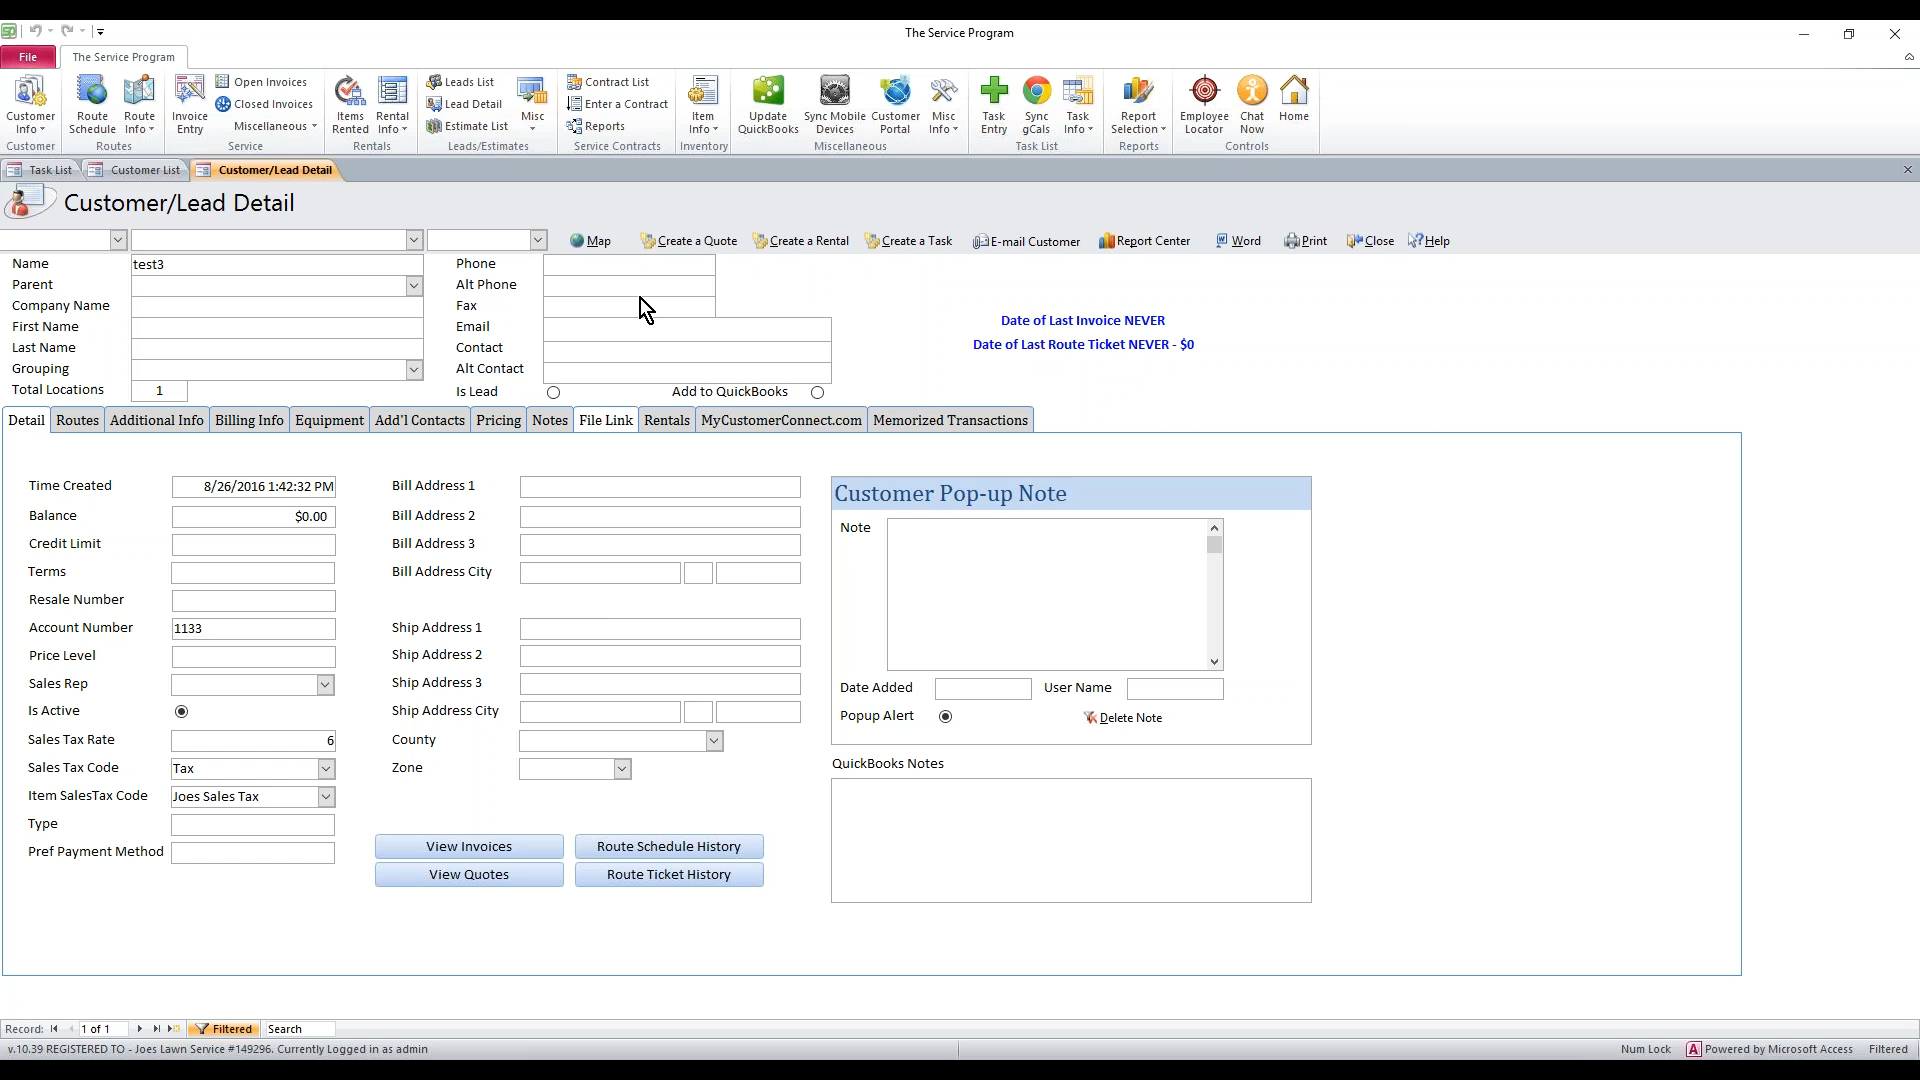 The Service Program
File The Service Program
Customer Info Route Schedule Route Info Invoice Entry Open Invoices Closed Invoices Miscellaneous Items Rented Rental Info Leads List Lead Detail Estimate List Misc Contract List Enter a Contract Reports Item Info Update QuickBooks Sync Mobile Devices Customer Portal Misc Info Task Entry Sync gCals Task Info Report Selection Employee Locator Chat Now Home
Customer Routes Service Rentals Leads/Estimates Service Contracts Inventory Miscellaneous Task List Reports Controls
Task List Customer List Customer/Lead Detail
Customer/Lead Detail
Map Create a Quote Create a Rental Create a Task E-mail Customer Report Center Word Print Close Help
Name test3 Phone
Parent Alt Phone
Company Name Fax
First Name Email
Last Name Contact
Grouping Alt Contact
Total Locations 1 Is Lead Add to QuickBooks
Date of Last Invoice NEVER
Date of Last Route Ticket NEVER - $0
Detail Routes Additional Info Billing Info Equipment Add'l Contacts Pricing Notes File Link Rentals MyCustomerConnect.com Memorized Transactions
Time Created 8/26/2016 1:42:32 PM
Balance $0.00
Credit Limit
Terms
Resale Number
Account Number 1133
Price Level
Sales Rep
Is Active
Sales Tax Rate 6
Sales Tax Code Tax
Item SalesTax Code Joes Sales Tax
Type
Pref Payment Method
Bill Address 1
Bill Address 2
Bill Address 3
Bill Address City
Ship Address 1
Ship Address 2
Ship Address 3
Ship Address City
County
Zone
View Invoices Route Schedule History
View Quotes Route Ticket History
Customer Pop-up Note
Note
Date Added User Name
Popup Alert Delete Note
QuickBooks Notes
Record: 1 of 1 Filtered Search
v.10.39 REGISTERED TO - Joes Lawn Service #149296. Currently Logged in as admin Num Lock A Powered by Microsoft Access Filtered